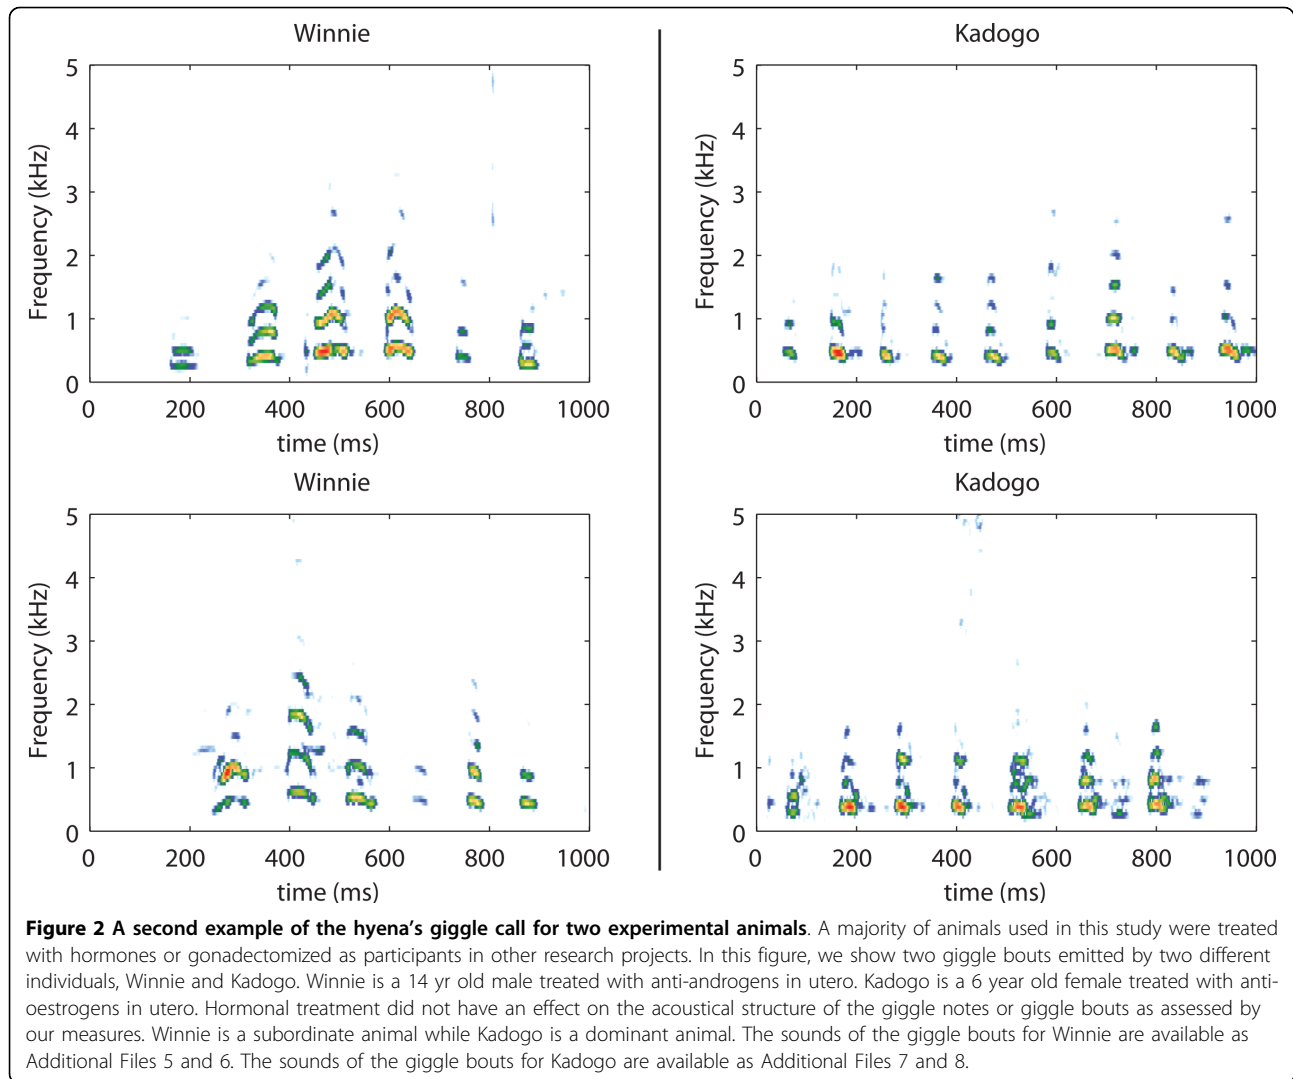 Winnie
Kadogo
5
4
3
2
1
0
Frequency (kHz)
0 200 400 600 800 1000
time (ms)
5
4
3
2
1
0
Frequency (kHz)
0 200 400 600 800 1000
time (ms)
Winnie
Kadogo
5
4
3
2
1
0
Frequency (kHz)
0 200 400 600 800 1000
time (ms)
5
4
3
2
1
0
Frequency (kHz)
0 200 400 600 800 1000
time (ms)
Figure 2 A second example of the hyena's giggle call for two experimental animals. A majority of animals used in this study were treated
with hormones or gonadectomized as participants in other research projects. In this figure, we show two giggle bouts emitted by two different
individuals, Winnie and Kadogo. Winnie is a 14 yr old male treated with anti-androgens in utero. Kadogo is a 6 year old female treated with anti-
oestrogens in utero. Hormonal treatment did not have an effect on the acoustical structure of the giggle notes or giggle bouts as assessed by
our measures. Winnie is a subordinate animal while Kadogo is a dominant animal. The sounds of the giggle bouts for Winnie are available as
Additional Files 5 and 6. The sounds of the giggle bouts for Kadogo are available as Additional Files 7 and 8.